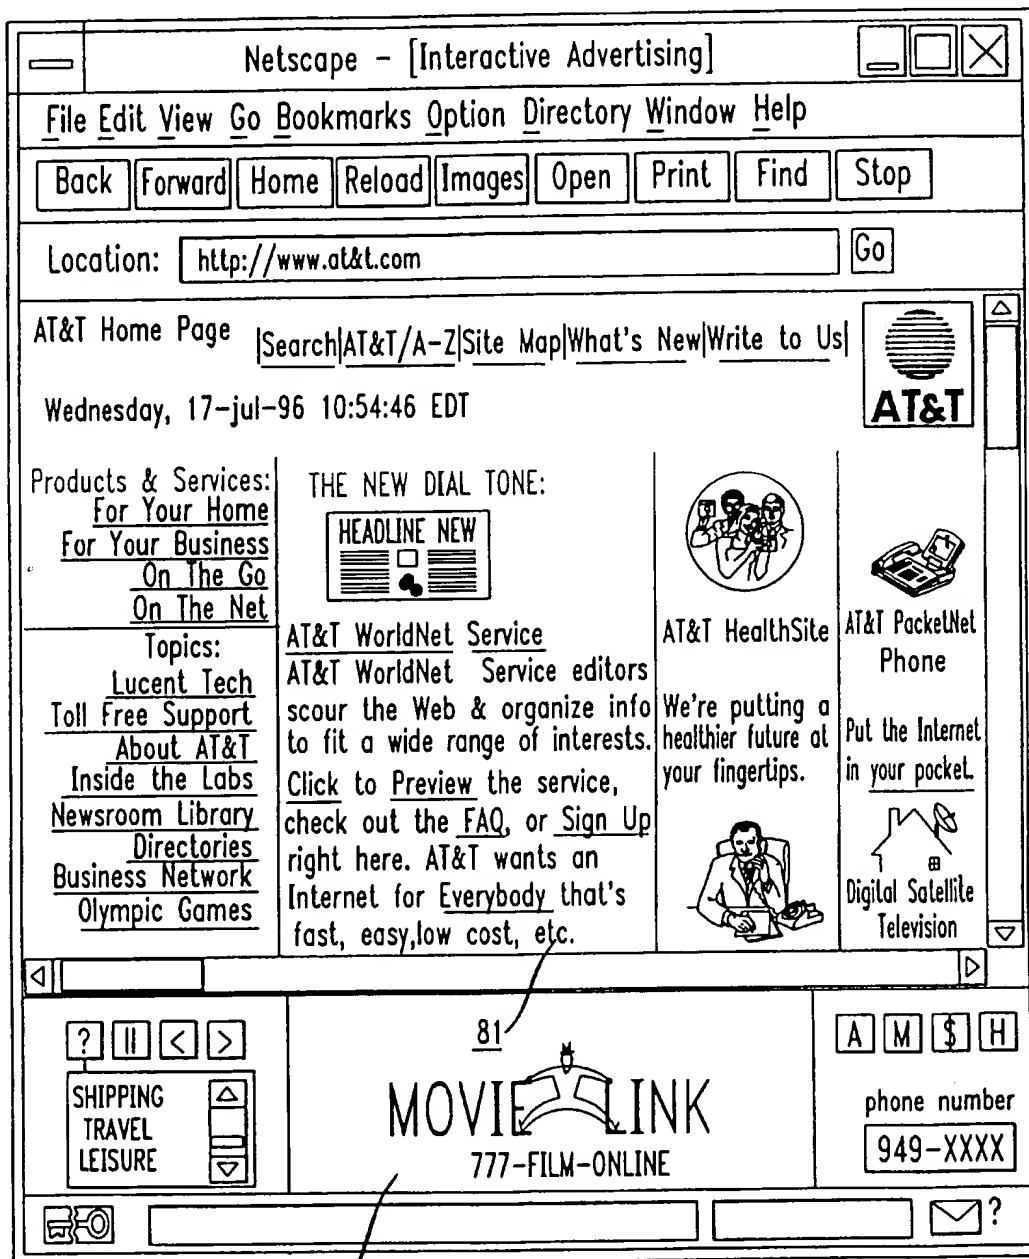 Netscape - [Interactive Advertising]
File Edit View Go Bookmarks Option Directory Window Help
Back Forward Home Reload Images Open Print Find Stop
Location: http://www.at&t.com Go
AT&T Home Page |Search|AT&T/A-Z|Site Map|What's New|Write to Us|
AT&T
Wednesday, 17-jul-96 10:54:46 EDT
Products & Services:
For Your Home
For Your Business
On The Go
On The Net
Topics:
Lucent Tech
Toll Free Support
About AT&T
Inside the Labs
Newsroom Library
Directories
Business Network
Olympic Games
THE NEW DIAL TONE:
HEADLINE NEW
AT&T WorldNet Service
AT&T WorldNet Service editors
scour the Web & organize info
to fit a wide range of interests.
Click to Preview the service,
check out the FAQ, or Sign Up
right here. AT&T wants an
Internet for Everybody that's
fast, easy,low cost, etc.
AT&T HealthSite
We're putting a
healthier future at
your fingertips.
AT&T PacketNet
Phone
Put the Internet
in your pocket.
Digital Satellite
Television
? || < >
SHIPPING
TRAVEL
LEISURE
81
MOVIE LINK
777-FILM-ONLINE
A M $ H
phone number
949-XXXX
?